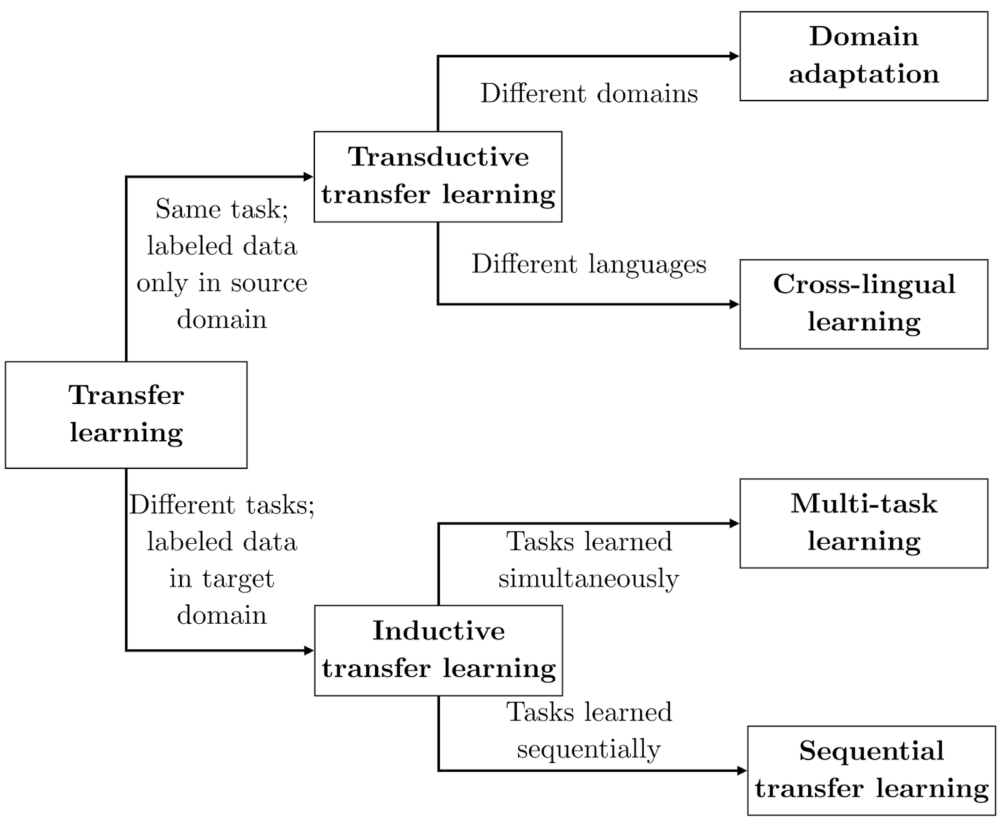 Domain
adaptation
Different domains
Transductive
transfer learning
Same task;
labeled data
only in source
domain
Different languages
Cross-lingual
learning
Transfer
learning
Different tasks;
labeled data
in target
domain
Multi-task
learning
Tasks learned
simultaneously
Inductive
transfer learning
Tasks learned
sequentially
Sequential
transfer learning